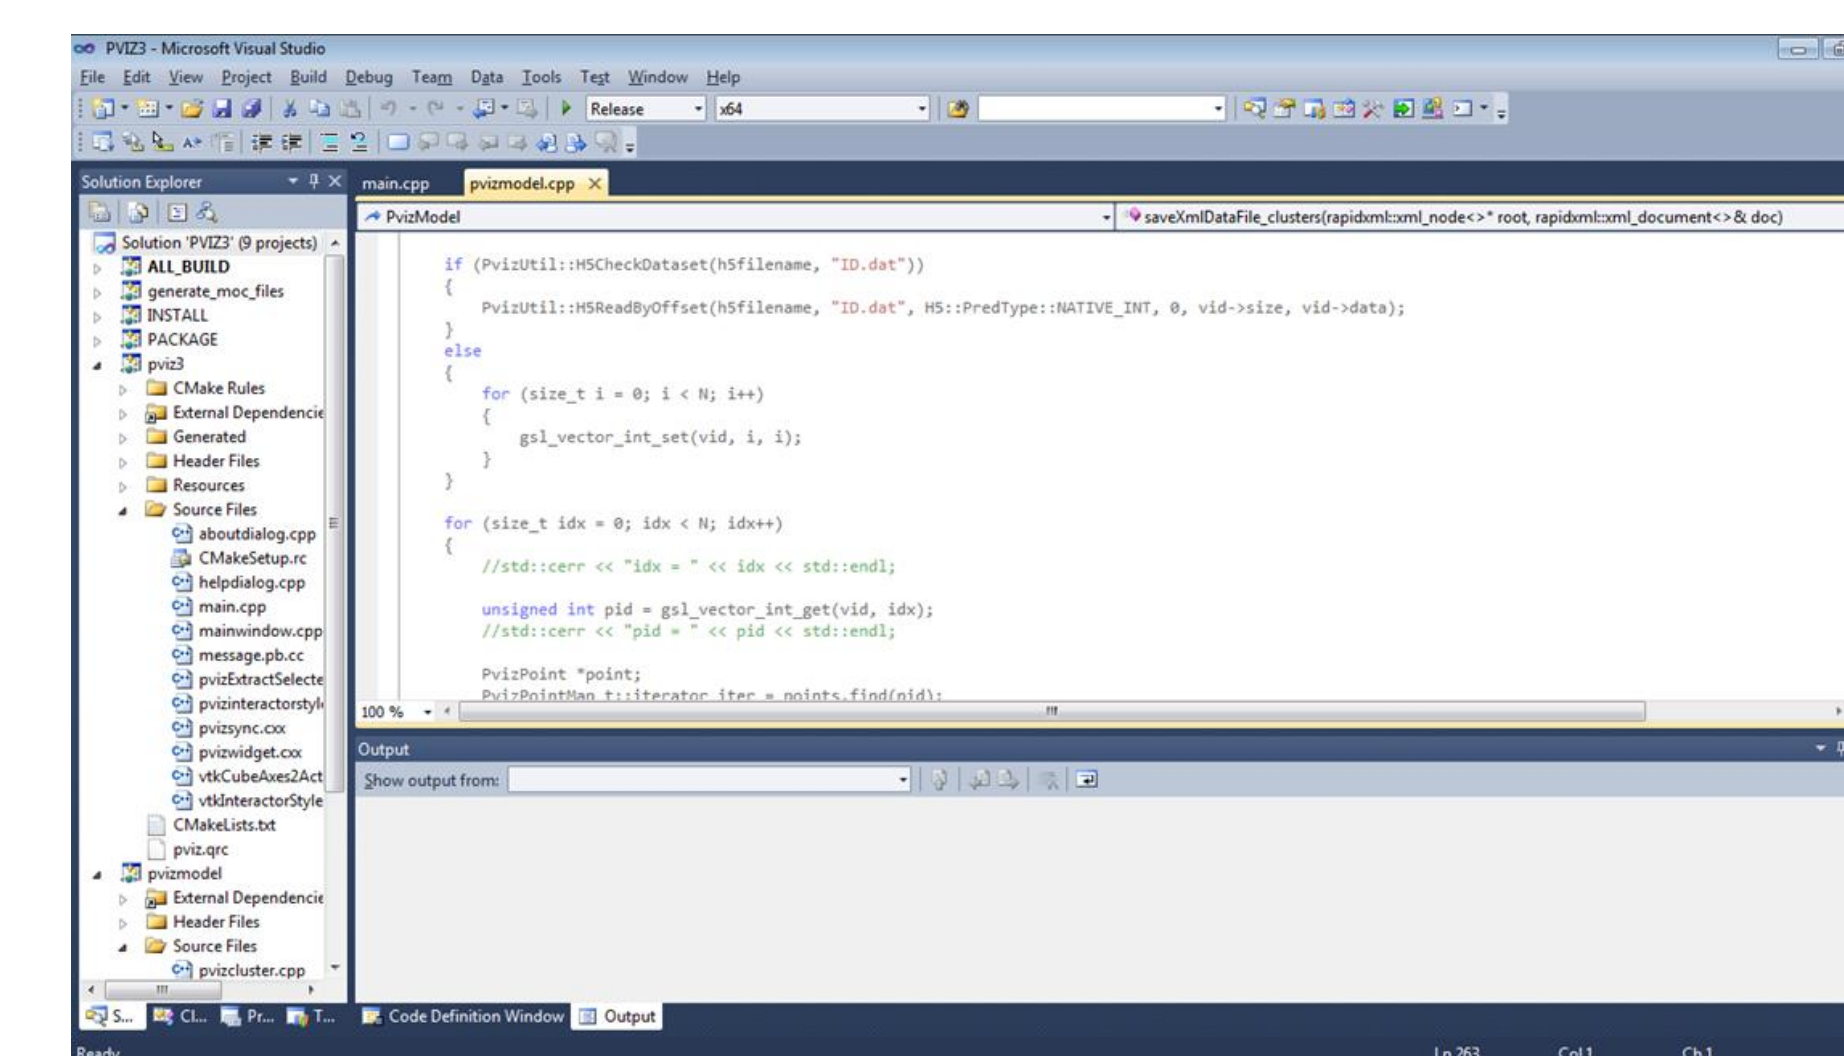 PVIZ3 - Microsoft Visual Studio
File Edit View Project Build Debug Team Data Tools Test Window Help
Release x64
Solution Explorer
main.cpp pvizmodel.cpp
PvizModel saveXmlDataFile_clusters(rapidxml::xml_node<>* root, rapidxml::xml_document<>& doc)
Solution 'PVIZ3' (9 projects)
ALL_BUILD
generate_moc_files
INSTALL
PACKAGE
pviz3
CMake Rules
External Dependencie
Generated
Header Files
Resources
Source Files
aboutdialog.cpp
CMakeSetup.rc
helpdialog.cpp
main.cpp
mainwindow.cpp
message.pb.cc
pvizExtractSelecte
pvizinteractorstyl
pvizsync.cxx
pvizwidget.cxx
vtkCubeAxes2Act
vtkInteractorStyle
CMakeLists.txt
pviz.qrc
pvizmodel
External Dependencie
Header Files
Source Files
pvizcluster.cpp
if (PvizUtil::H5CheckDataset(h5filename, "ID.dat"))
{
PvizUtil::H5ReadByOffset(h5filename, "ID.dat", H5::PredType::NATIVE_INT, 0, vid->size, vid->data);
}
else
{
for (size_t i = 0; i < N; i++)
{
gsl_vector_int_set(vid, i, i);
}
}
for (size_t idx = 0; idx < N; idx++)
{
//std::cerr << "idx = " << idx << std::endl;
unsigned int pid = gsl_vector_int_get(vid, idx);
//std::cerr << "pid = " << pid << std::endl;
PvizPoint *point;
PvizPointMap_t::iterator iter = points.find(pid);
100 %
Output
Show output from:
S... Cl... Pr... T...
Code Definition Window Output
Ready Ln 263 Col 1 Ch 1